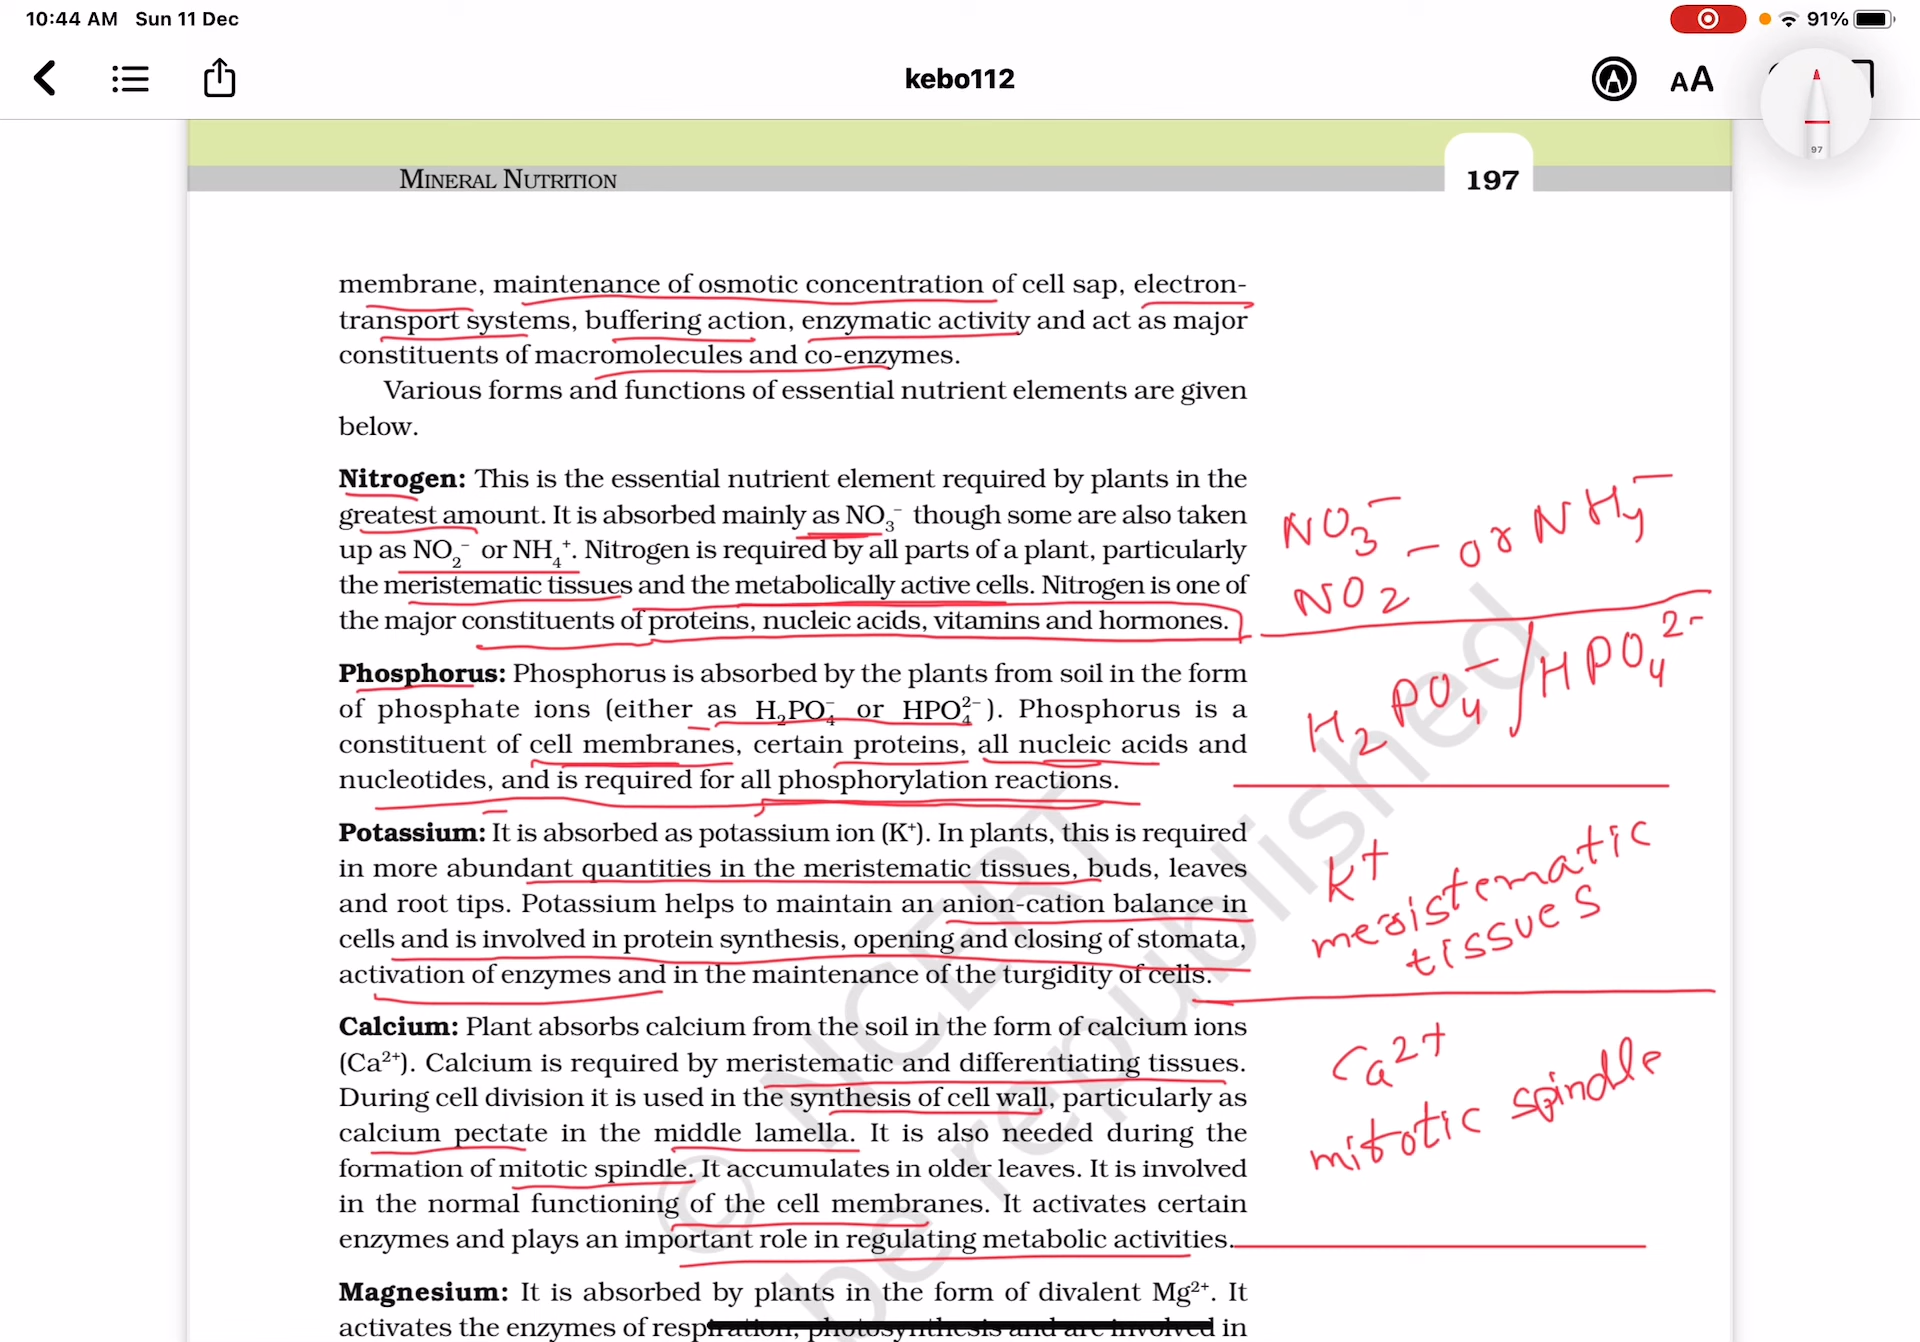 10:44 AM Sun 11 Dec
91%
kebo112
AA
97
MINERAL NUTRITION
197
membrane, maintenance of osmotic concentration of cell sap, electron-
transport systems, buffering action, enzymatic activity and act as major
constituents of macromolecules and co-enzymes.
Various forms and functions of essential nutrient elements are given
below.
Nitrogen: This is the essential nutrient element required by plants in the
greatest amount. It is absorbed mainly as NO₃⁻ though some are also taken
up as NO₂⁻ or NH₄⁺. Nitrogen is required by all parts of a plant, particularly
the meristematic tissues and the metabolically active cells. Nitrogen is one of
the major constituents of proteins, nucleic acids, vitamins and hormones.
NO₃⁻ – or NH₄⁻
NO₂
Phosphorus: Phosphorus is absorbed by the plants from soil in the form
of phosphate ions (either as H₂PO₄⁻ or HPO₄²⁻). Phosphorus is a
constituent of cell membranes, certain proteins, all nucleic acids and
nucleotides, and is required for all phosphorylation reactions.
H₂PO₄⁻/HPO₄²⁻
Potassium: It is absorbed as potassium ion (K⁺). In plants, this is required
in more abundant quantities in the meristematic tissues, buds, leaves
and root tips. Potassium helps to maintain an anion-cation balance in
cells and is involved in protein synthesis, opening and closing of stomata,
activation of enzymes and in the maintenance of the turgidity of cells.
K+
meristematic
tissues
Calcium: Plant absorbs calcium from the soil in the form of calcium ions
(Ca²⁺). Calcium is required by meristematic and differentiating tissues.
During cell division it is used in the synthesis of cell wall, particularly as
calcium pectate in the middle lamella. It is also needed during the
formation of mitotic spindle. It accumulates in older leaves. It is involved
in the normal functioning of the cell membranes. It activates certain
enzymes and plays an important role in regulating metabolic activities.
Ca²⁺
mitotic spindle
Magnesium: It is absorbed by plants in the form of divalent Mg²⁺. It
activates the enzymes of respiration, photosynthesis and are involved in
© NCERT
be republished